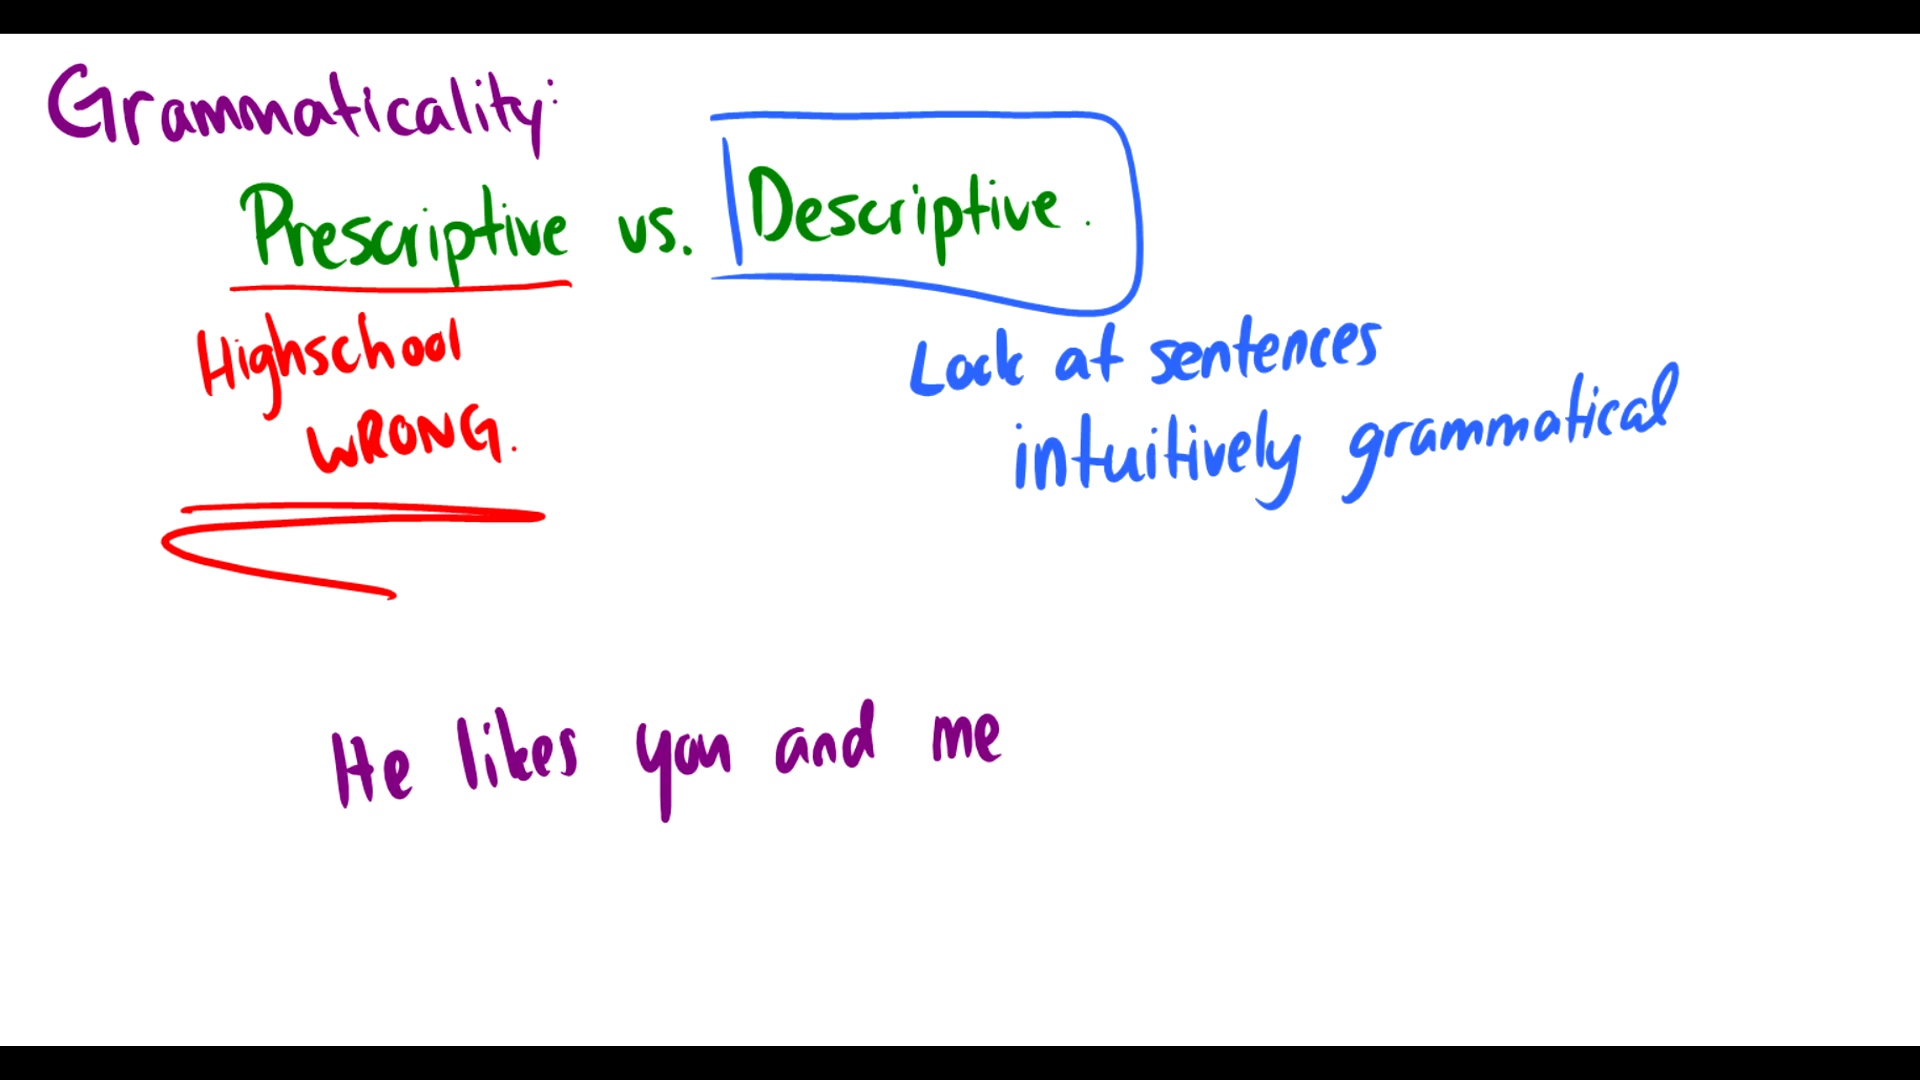 Grammaticality:
Prescriptive vs. Descriptive.
Highschool
WRONG.
Look at sentences
intuitively grammatical
He likes you and me